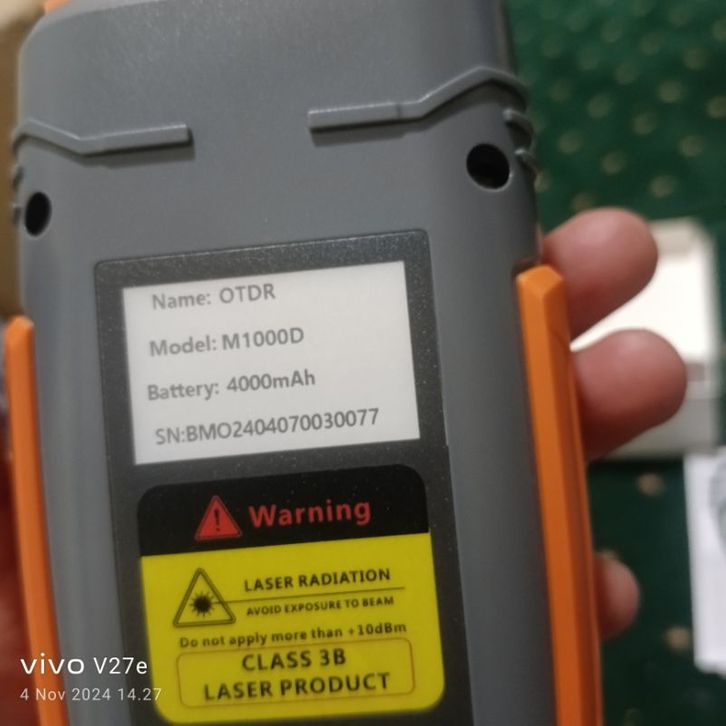 Name: OTDR
Model: M1000D
Battery: 4000mAh
SN:BMO2404070030077
Warning
LASER RADIATION
AVOID EXPOSURE TO BEAM
Do not apply more than +10dBm
CLASS 3B
LASER PRODUCT
vivo V27e
4 Nov 2024 14.27